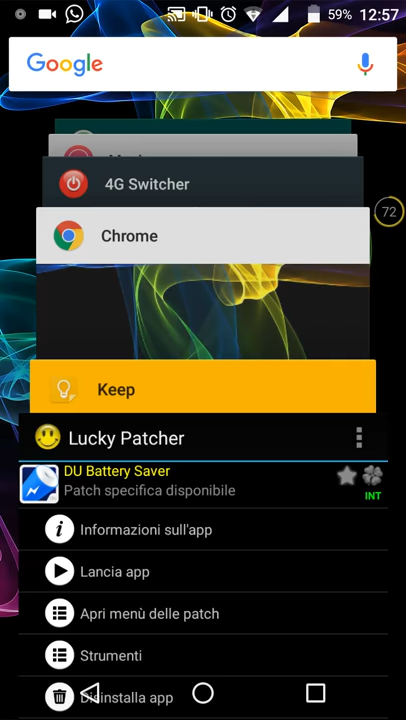 59% 12:57
Google
4G Switcher
72
Chrome
Keep
Lucky Patcher
DU Battery Saver
Patch specifica disponibile
INT
Informazioni sull'app
Lancia app
Apri menù delle patch
Strumenti
Disinstalla app